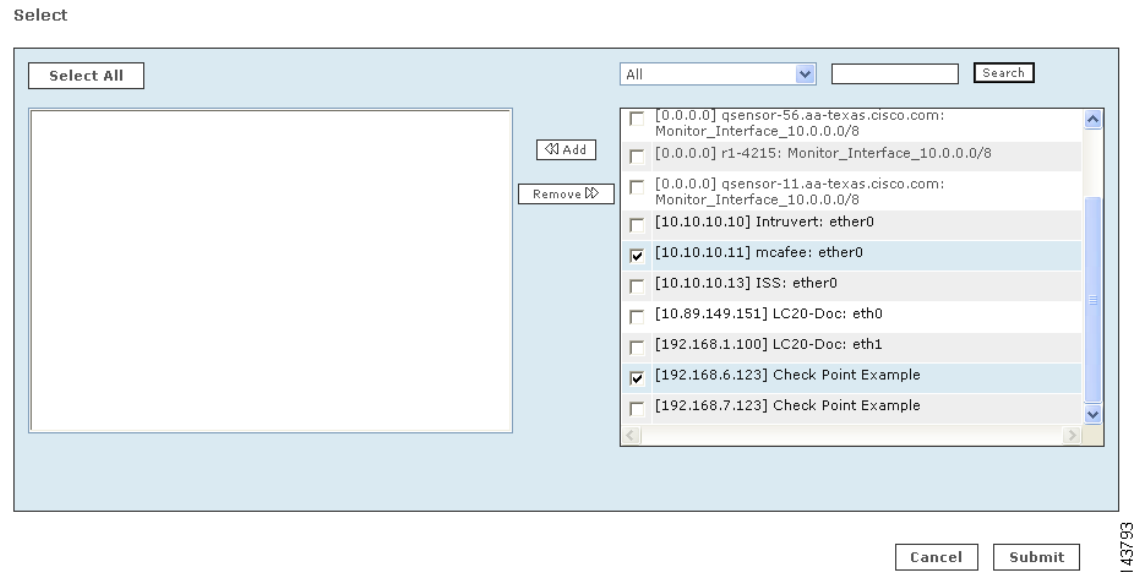 Select
Select All
All
Search
Add
Remove
[0.0.0.0] qsensor-56.aa-texas.cisco.com:
Monitor_Interface_10.0.0.0/8
[0.0.0.0] r1-4215: Monitor_Interface_10.0.0.0/8
[0.0.0.0] qsensor-11.aa-texas.cisco.com:
Monitor_Interface_10.0.0.0/8
[10.10.10.10] Intruvert: ether0
[10.10.10.11] mcafee: ether0
[10.10.10.13] ISS: ether0
[10.89.149.151] LC20-Doc: eth0
[192.168.1.100] LC20-Doc: eth1
[192.168.6.123] Check Point Example
[192.168.7.123] Check Point Example
Cancel
Submit
143793